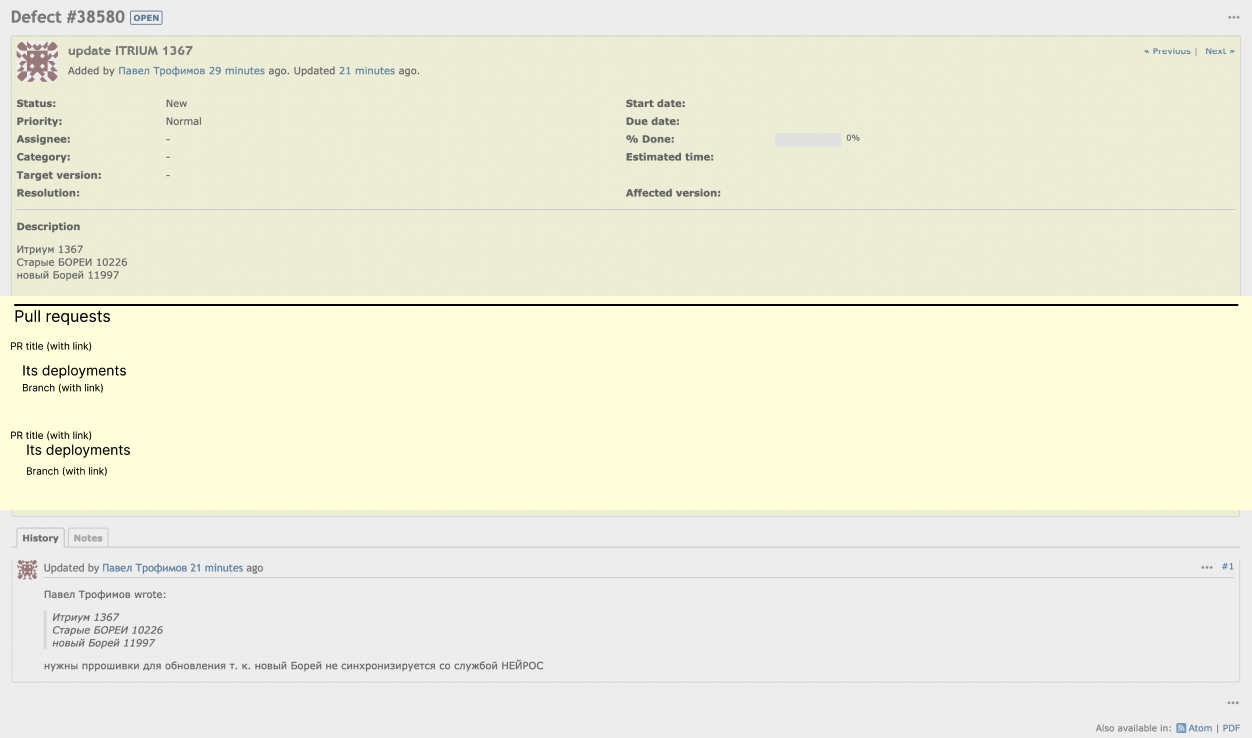 Defect #38580 OPEN
•••
update ITRIUM 1367
« Previous | Next »
Added by Павел Трофимов 29 minutes ago. Updated 21 minutes ago.
Status: New
Start date:
Priority: Normal
Due date:
Assignee: -
% Done: 0%
Category: -
Estimated time:
Target version: -
Resolution:
Affected version:
Description
Итриум 1367
Старые БОРЕИ 10226
новый Борей 11997
Pull requests
PR title (with link)
Its deployments
Branch (with link)
PR title (with link)
Its deployments
Branch (with link)
History Notes
Updated by Павел Трофимов 21 minutes ago
••• #1
Павел Трофимов wrote:
Итриум 1367
Старые БОРЕИ 10226
новый Борей 11997
нужны пррошивки для обновления т. к. новый Борей не синхронизируется со службой НЕЙРОС
•••
Also available in: Atom | PDF